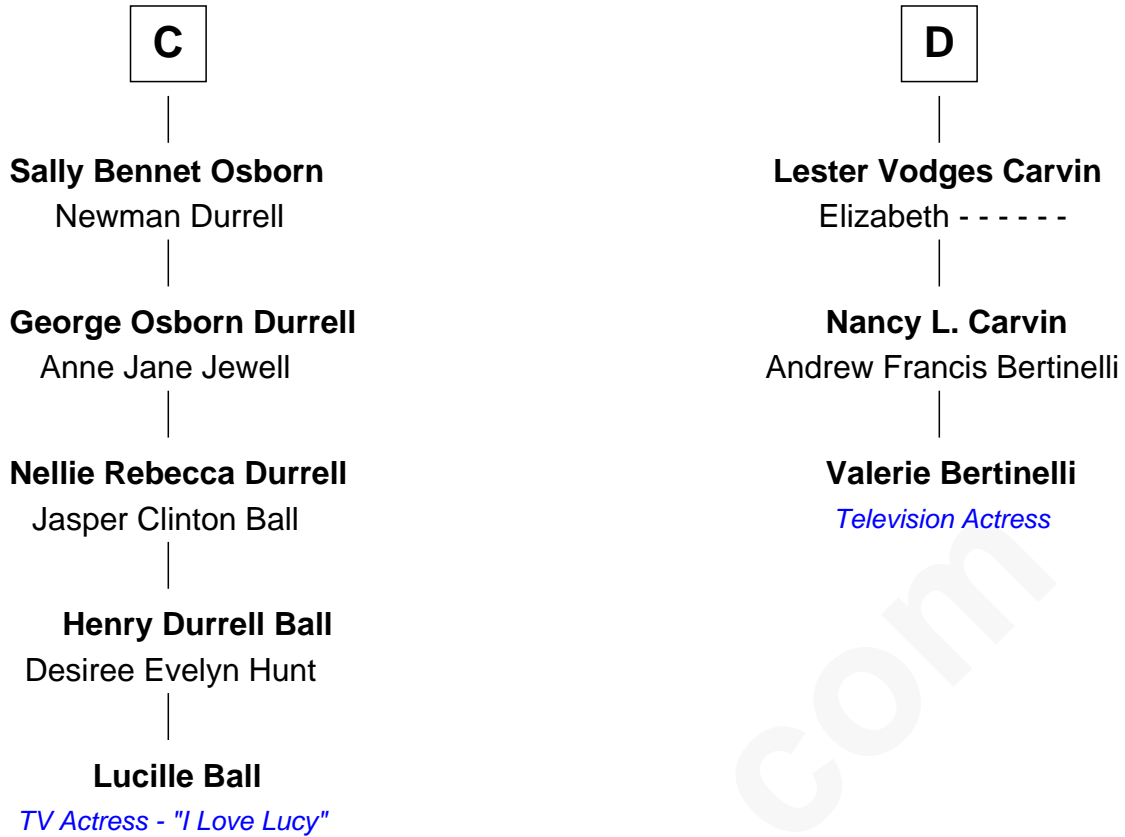 C
Sally Bennet Osborn
Newman Durrell
George Osborn Durrell
Anne Jane Jewell
Nellie Rebecca Durrell
Jasper Clinton Ball
Henry Durrell Ball
Desiree Evelyn Hunt
Lucille Ball
TV Actress - "I Love Lucy"
D
Lester Vodges Carvin
Elizabeth - - - - - -
Nancy L. Carvin
Andrew Francis Bertinelli
Valerie Bertinelli
Television Actress
com